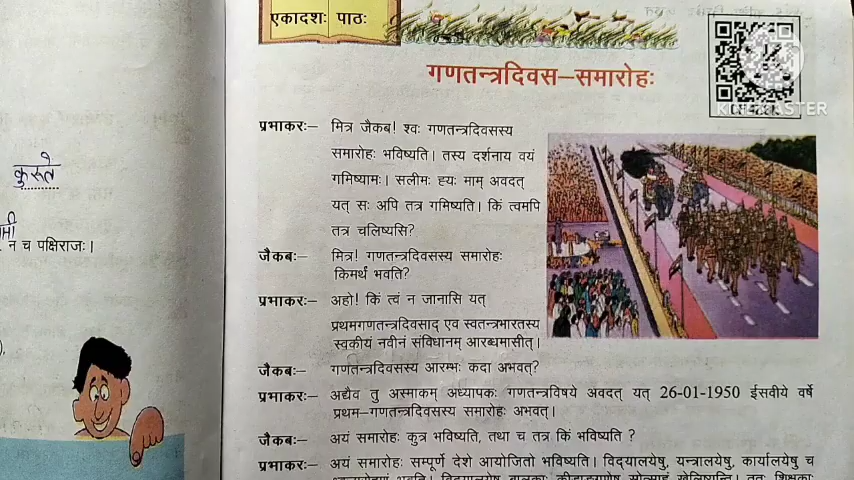 एकादशः पाठः
गणतन्त्रदिवस–समारोहः
KINEMASTER
कुरुते
न च पक्षिराजः।
प्रभाकरः– मित्र जैकब! श्वः गणतन्त्रदिवसस्य
समारोहः भविष्यति। तस्य दर्शनाय वयं
गमिष्यामः। सलीमः ह्यः माम् अवदत्
यत् सः अपि तत्र गमिष्यति। किं त्वमपि
तत्र चलिष्यसि?
जैकबः– मित्र! गणतन्त्रदिवसस्य समारोहः
किमर्थं भवति?
प्रभाकरः– अहो! किं त्वं न जानासि यत्
प्रथमगणतन्त्रदिवसाद् एव स्वतन्त्रभारतस्य
स्वकीयं नवीनं संविधानम् आरब्धमासीत्।
जैकबः– गणतन्त्रदिवसस्य आरम्भः कदा अभवत्?
प्रभाकरः– अद्यैव तु अस्माकम् अध्यापकः गणतन्त्रविषये अवदत् यत् 26-01-1950 ईसवीये वर्षे
प्रथम–गणतन्त्रदिवसस्य समारोहः अभवत्।
जैकबः– अयं समारोहः कुत्र भविष्यति, तथा च तत्र किं भविष्यति ?
प्रभाकरः– अयं समारोहः सम्पूर्णे देशे आयोजितो भविष्यति। विद्‌यालयेषु, यन्त्रालयेषु, कार्यालयेषु च